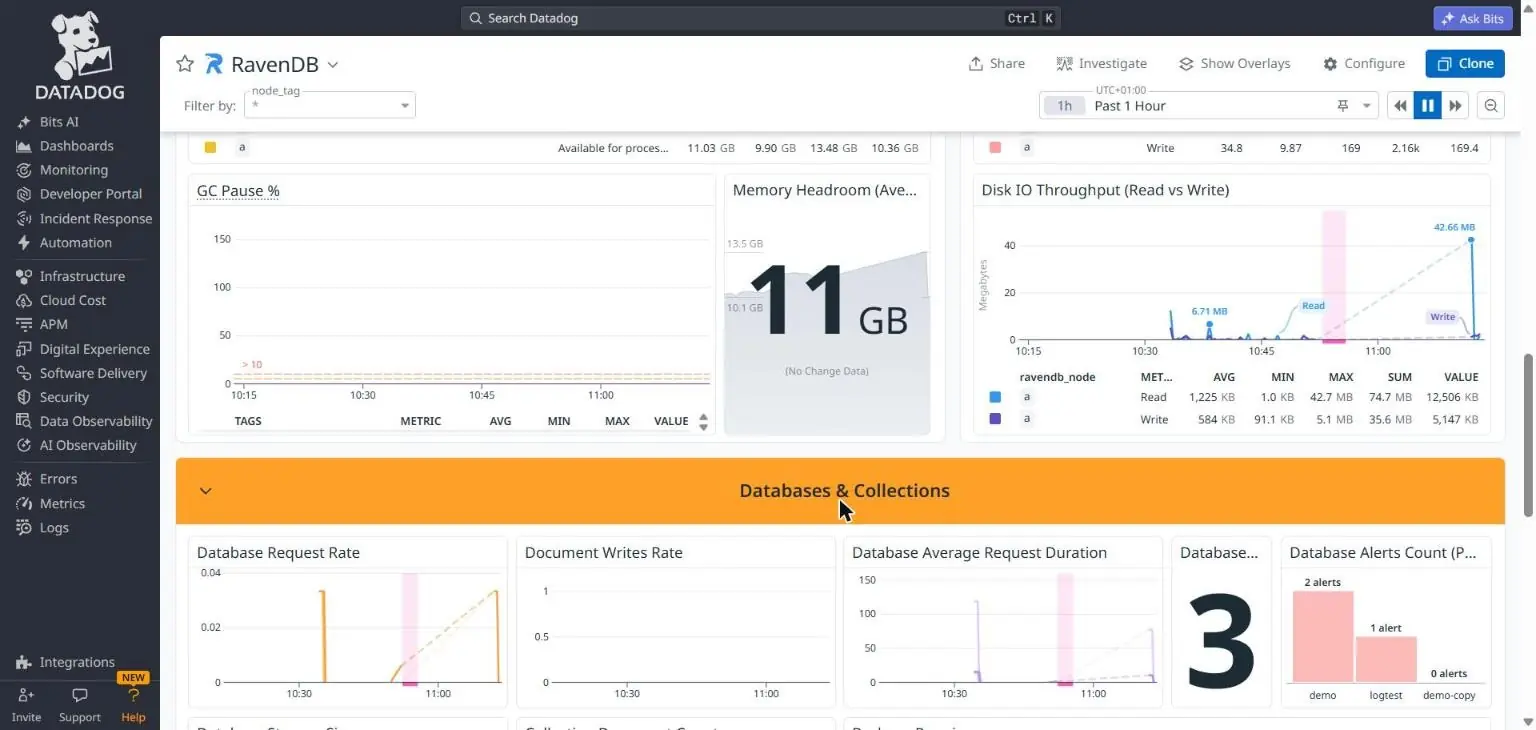 Search Datadog
Ctrl K
Ask Bits
DATADOG
RavenDB
Share
Investigate
Show Overlays
Configure
Clone
Filter by:
node_tag
*
UTC+01:00
1h Past 1 Hour
Bits AI
Dashboards
Monitoring
Developer Portal
Incident Response
Automation
Infrastructure
Cloud Cost
APM
Digital Experience
Software Delivery
Security
Data Observability
AI Observability
Errors
Metrics
Logs
Integrations
NEW
Invite
Support
Help
a Available for proces... 11.03 GB 9.90 GB 13.48 GB 10.36 GB
a Write 34.8 9.87 169 2.16k 169.4
GC Pause %
150
100
50
> 10
0
10:15 10:30 10:45 11:00
TAGS METRIC AVG MIN MAX VALUE
Memory Headroom (Ave...
13.5 GB
10.1 GB
11 GB
(No Change Data)
Disk IO Throughput (Read vs Write)
Megabytes
40
20
0
42.66 MB
6.71 MB
Read
Write
10:15 10:30 10:45 11:00
ravendb_node MET... AVG MIN MAX SUM VALUE
a Read 1,225 KB 1.0 KB 42.7 MB 74.7 MB 12,506 KB
a Write 584 KB 91.1 KB 5.1 MB 35.6 MB 5,147 KB
Databases & Collections
Database Request Rate
0.04
0.02
0
10:30 11:00
Document Writes Rate
1
0.5
0
10:30 11:00
Database Average Request Duration
150
100
50
0
10:30 11:00
Database...
3
Database Alerts Count (P...
2 alerts
1 alert
0 alerts
demo logtest demo-copy